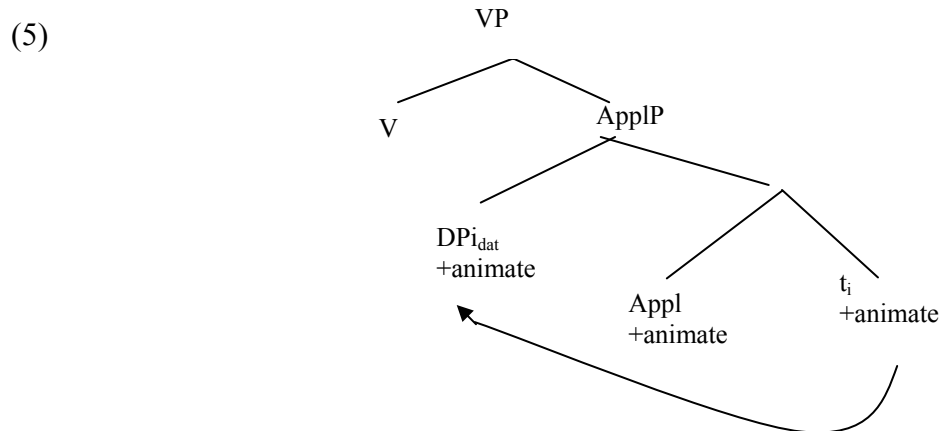 (5)
VP
V
ApplP
DPi_dat
+animate
Appl
+animate
t_i
+animate